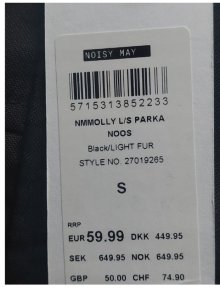 NOISY MAY
5715313852233
NMMOLLY L/S PARKA
NOOS
Black/LIGHT FUR
STYLE NO. 27019265
S
RRP
EUR 59.99 DKK 449.95
SEK 649.95 NOK 649.95
GBP 50.00 CHF 74.90